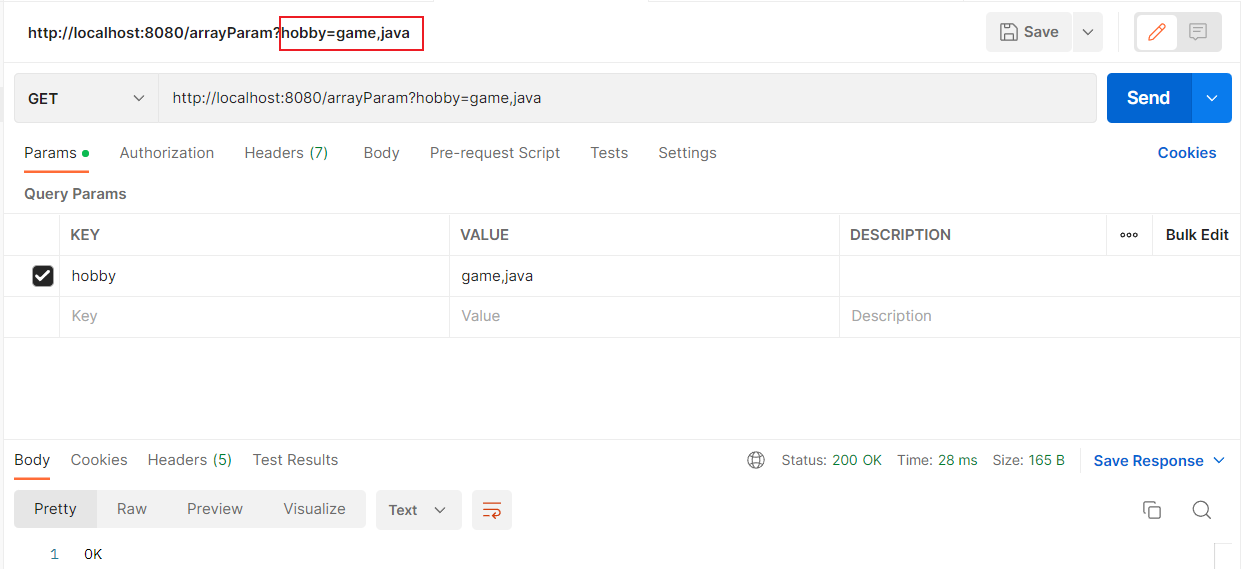 http://localhost:8080/arrayParam?hobby=game,java Save
GET http://localhost:8080/arrayParam?hobby=game,java Send
Params Authorization Headers (7) Body Pre-request Script Tests Settings Cookies
Query Params
KEY VALUE DESCRIPTION Bulk Edit
hobby game,java
Key Value Description
Body Cookies Headers (5) Test Results Status: 200 OK Time: 28 ms Size: 165 B Save Response
Pretty Raw Preview Visualize Text
1 OK